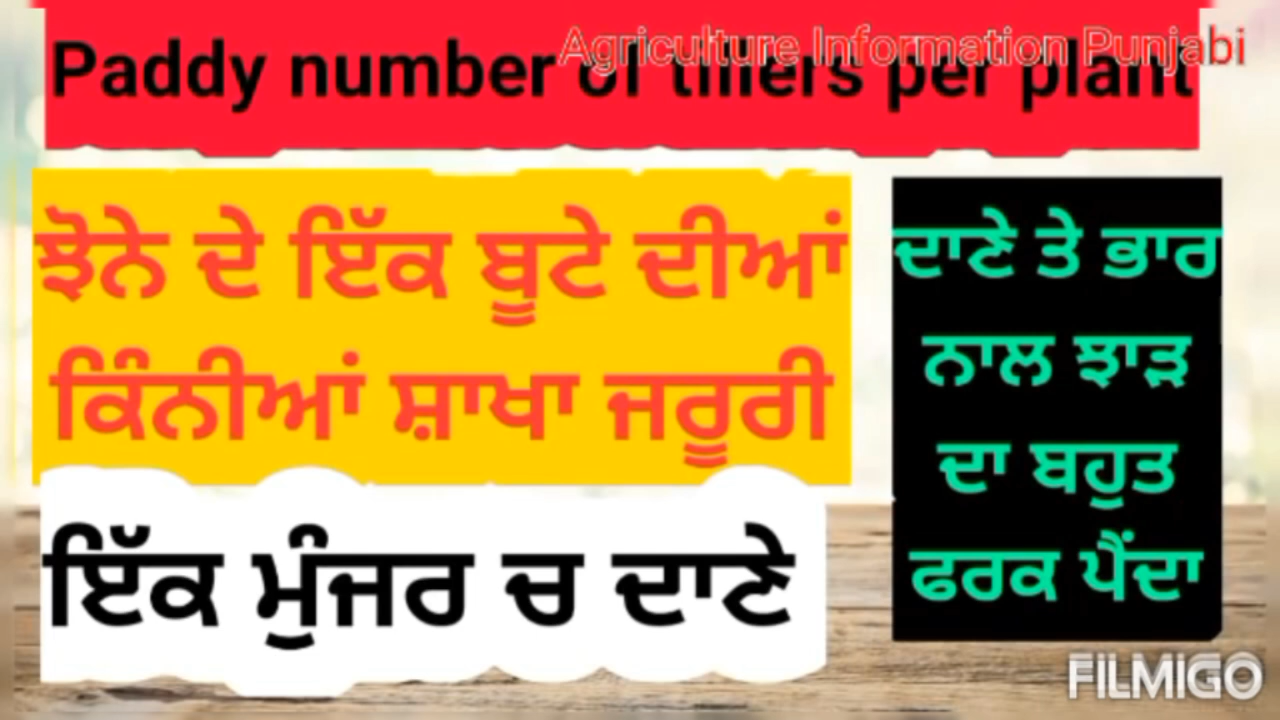 Agriculture Information Punjabi
Paddy number of tillers per plant
ਝੋਨੇ ਦੇ ਇੱਕ ਬੂਟੇ ਦੀਆਂ
ਕਿੰਨੀਆਂ ਸ਼ਾਖਾ ਜਰੂਰੀ
ਇੱਕ ਮੁੰਜਰ ਚ ਦਾਣੇ
ਦਾਣੇ ਤੇ ਭਾਰ
ਨਾਲ ਝਾੜ
ਦਾ ਬਹੁਤ
ਫਰਕ ਪੈਂਦਾ
FILMIGO